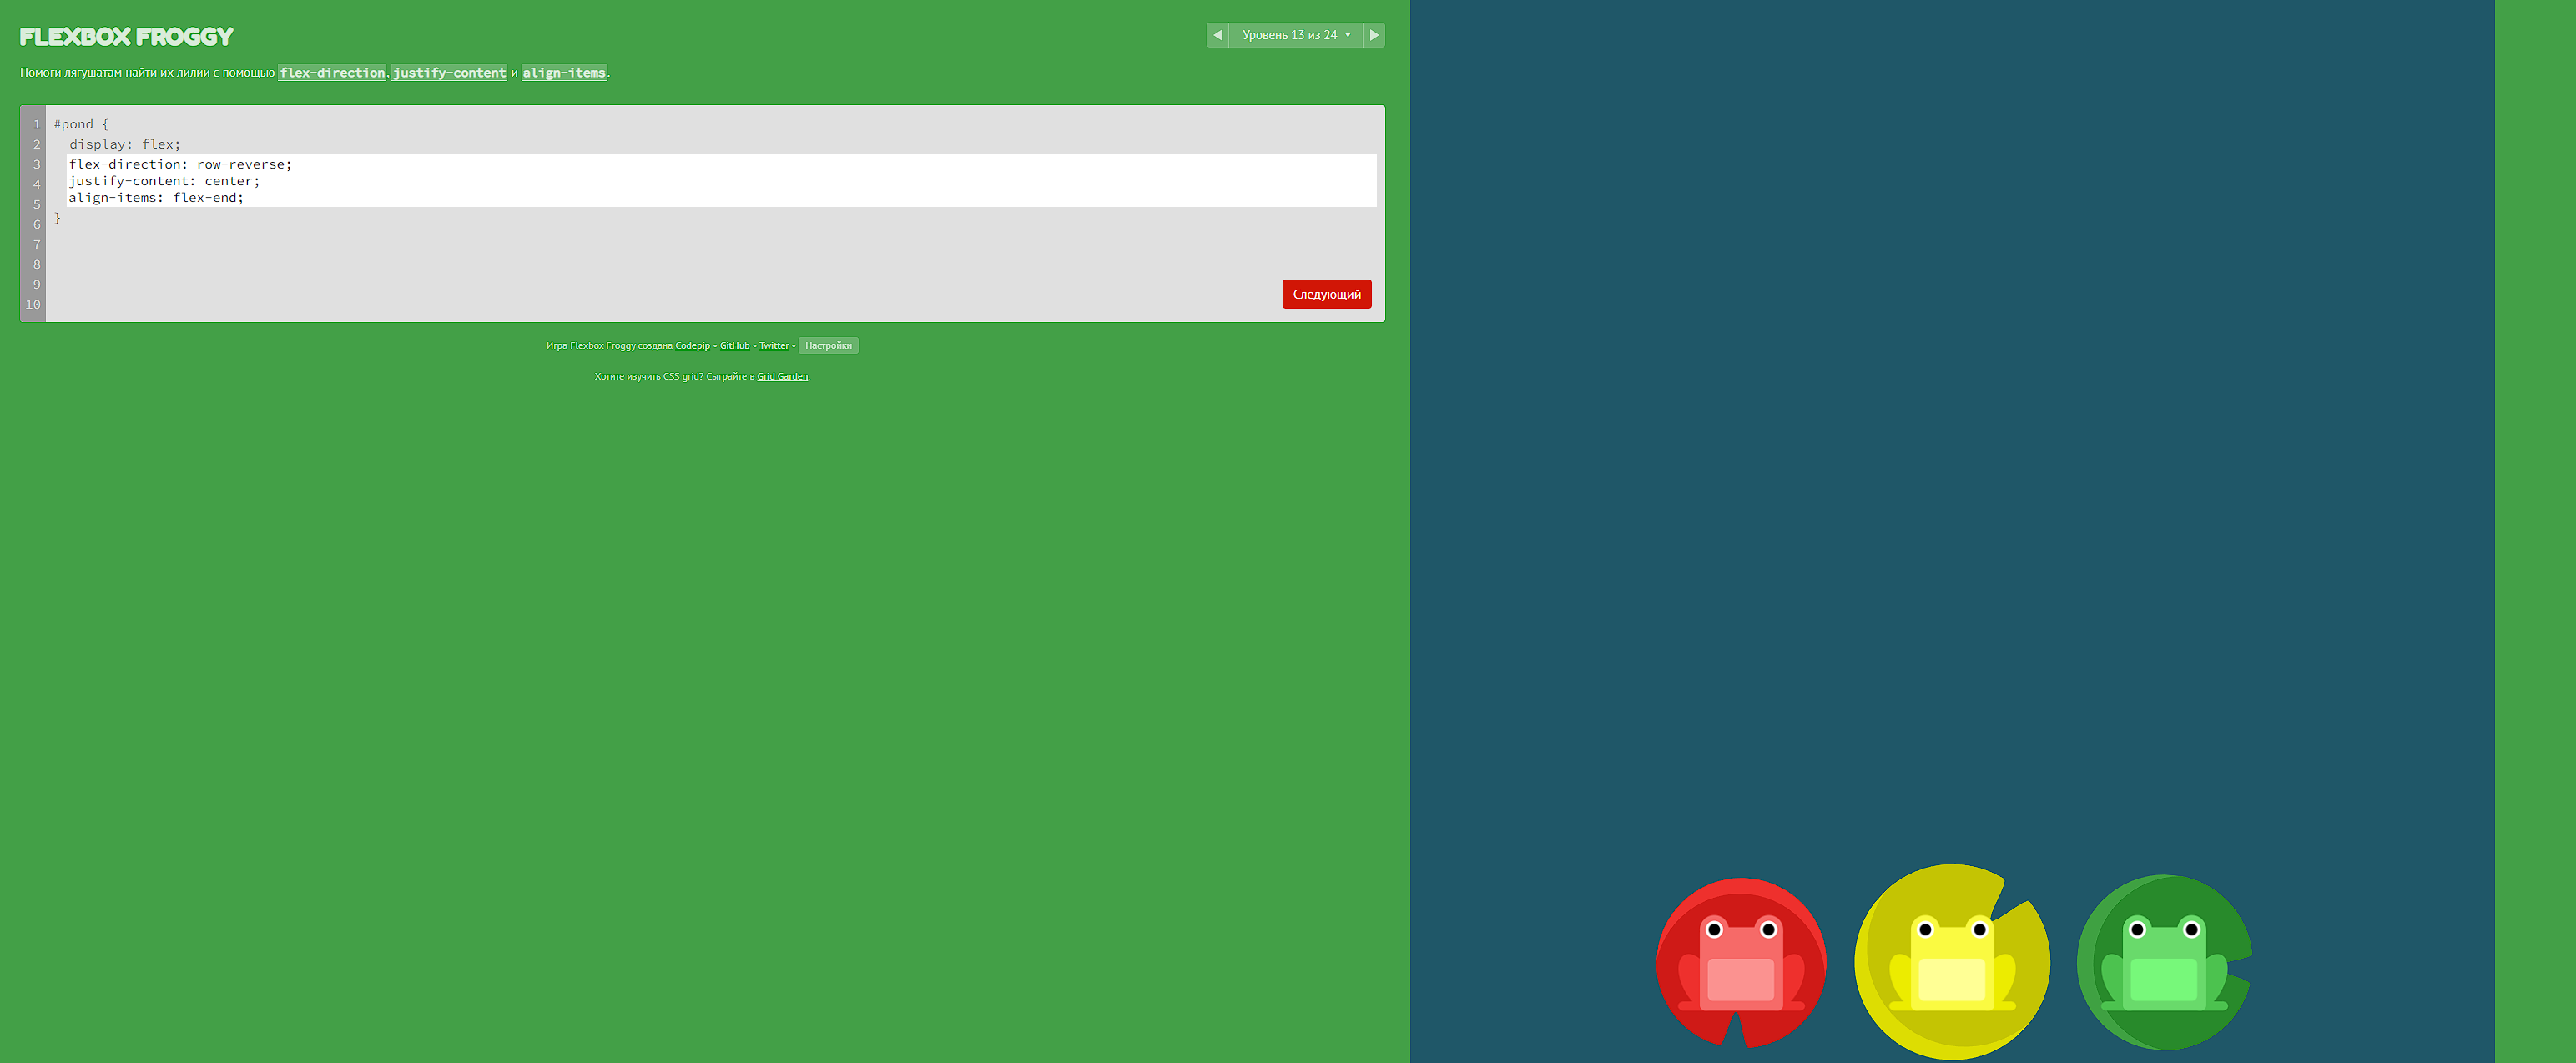 FLEXBOX FROGGY
◀ Уровень 13 из 24 ▾ ▶
Помоги лягушатам найти их лилии с помощью flex-direction, justify-content и align-items.
1 #pond {
2 display: flex;
3 flex-direction: row-reverse;
4 justify-content: center;
5 align-items: flex-end;
6 }
7
8
9
10
Следующий
Игра Flexbox Froggy создана Codepip • GitHub • Twitter • Настройки
Хотите изучить CSS grid? Сыграйте в Grid Garden.